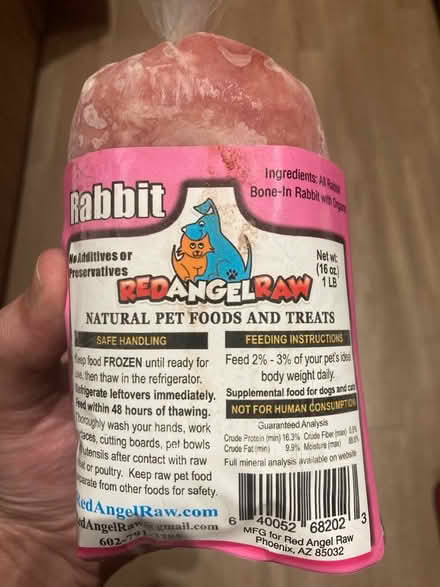 Rabbit
Ingredients: All Raw
Bone-In Rabbit with
No Additives or
Preservatives
Net wt:
(16 oz.)
1 LB
REDANGELRAW
NATURAL PET FOODS AND TREATS
SAFE HANDLING
Keep food FROZEN until ready for
use, then thaw in the refrigerator.
Refrigerate leftovers immediately.
Feed within 48 hours of thawing.
Thoroughly wash your hands, work
cutting boards, pet bowls
utensils after contact with raw
or poultry. Keep raw pet food
separate from other foods for safety.
RedAngelRaw.com
gmail.com
FEEDING INSTRUCTIONS
Feed 2% - 3% of your pet's ideal
body weight daily.
Supplemental food for dogs and cats
NOT FOR HUMAN CONSUMPTION
Guaranteed Analysis
Crude Protein (min) 16.3% Crude Fiber (max)
Crude Fat (min) 9.9% Moisture (max)
Full mineral analysis available on website
6 40052 68202 3
MFG for Red Angel Raw
Phoenix, AZ 85032